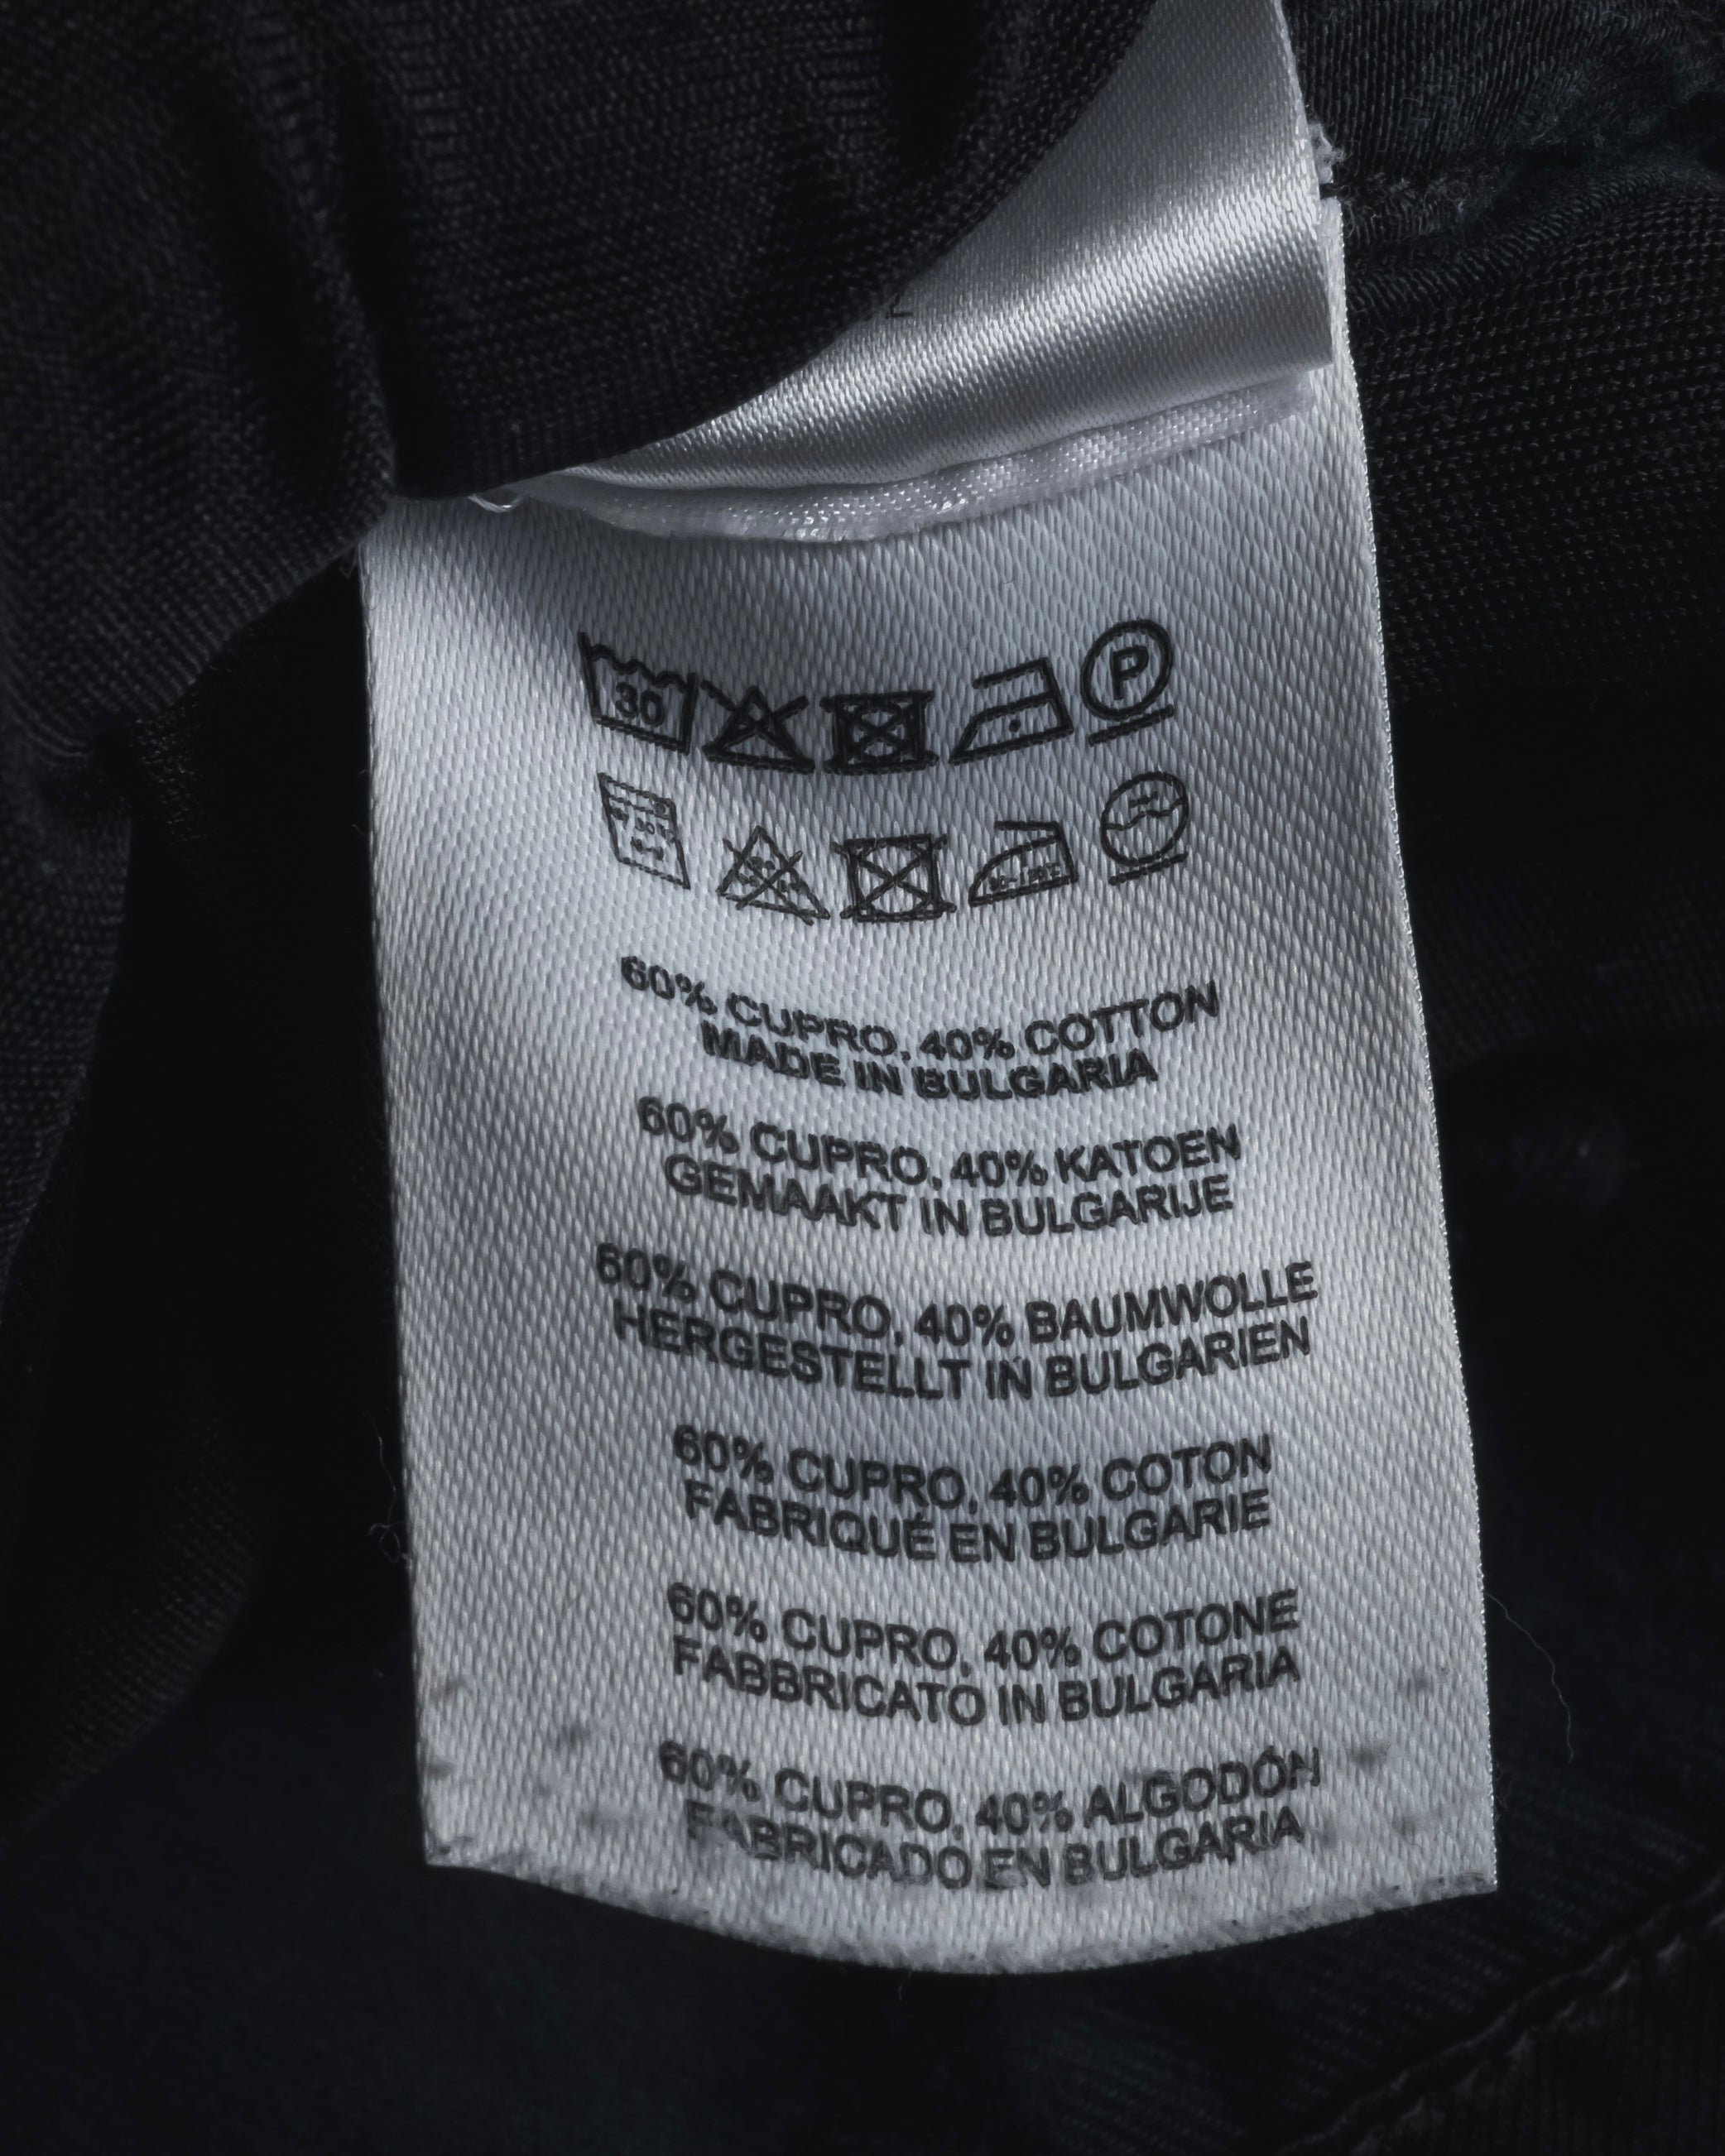 30
P
60% CUPRO, 40% COTTON
MADE IN BULGARIA
60% CUPRO, 40% KATOEN
GEMAAKT IN BULGARIJE
60% CUPRO, 40% BAUMWOLLE
HERGESTELLT IN BULGARIEN
60% CUPRO, 40% COTON
FABRIQUÉ EN BULGARIE
60% CUPRO, 40% COTONE
FABBRICATO IN BULGARIA
60% CUPRO, 40% ALGODÓN
FABRICADO EN BULGARIA